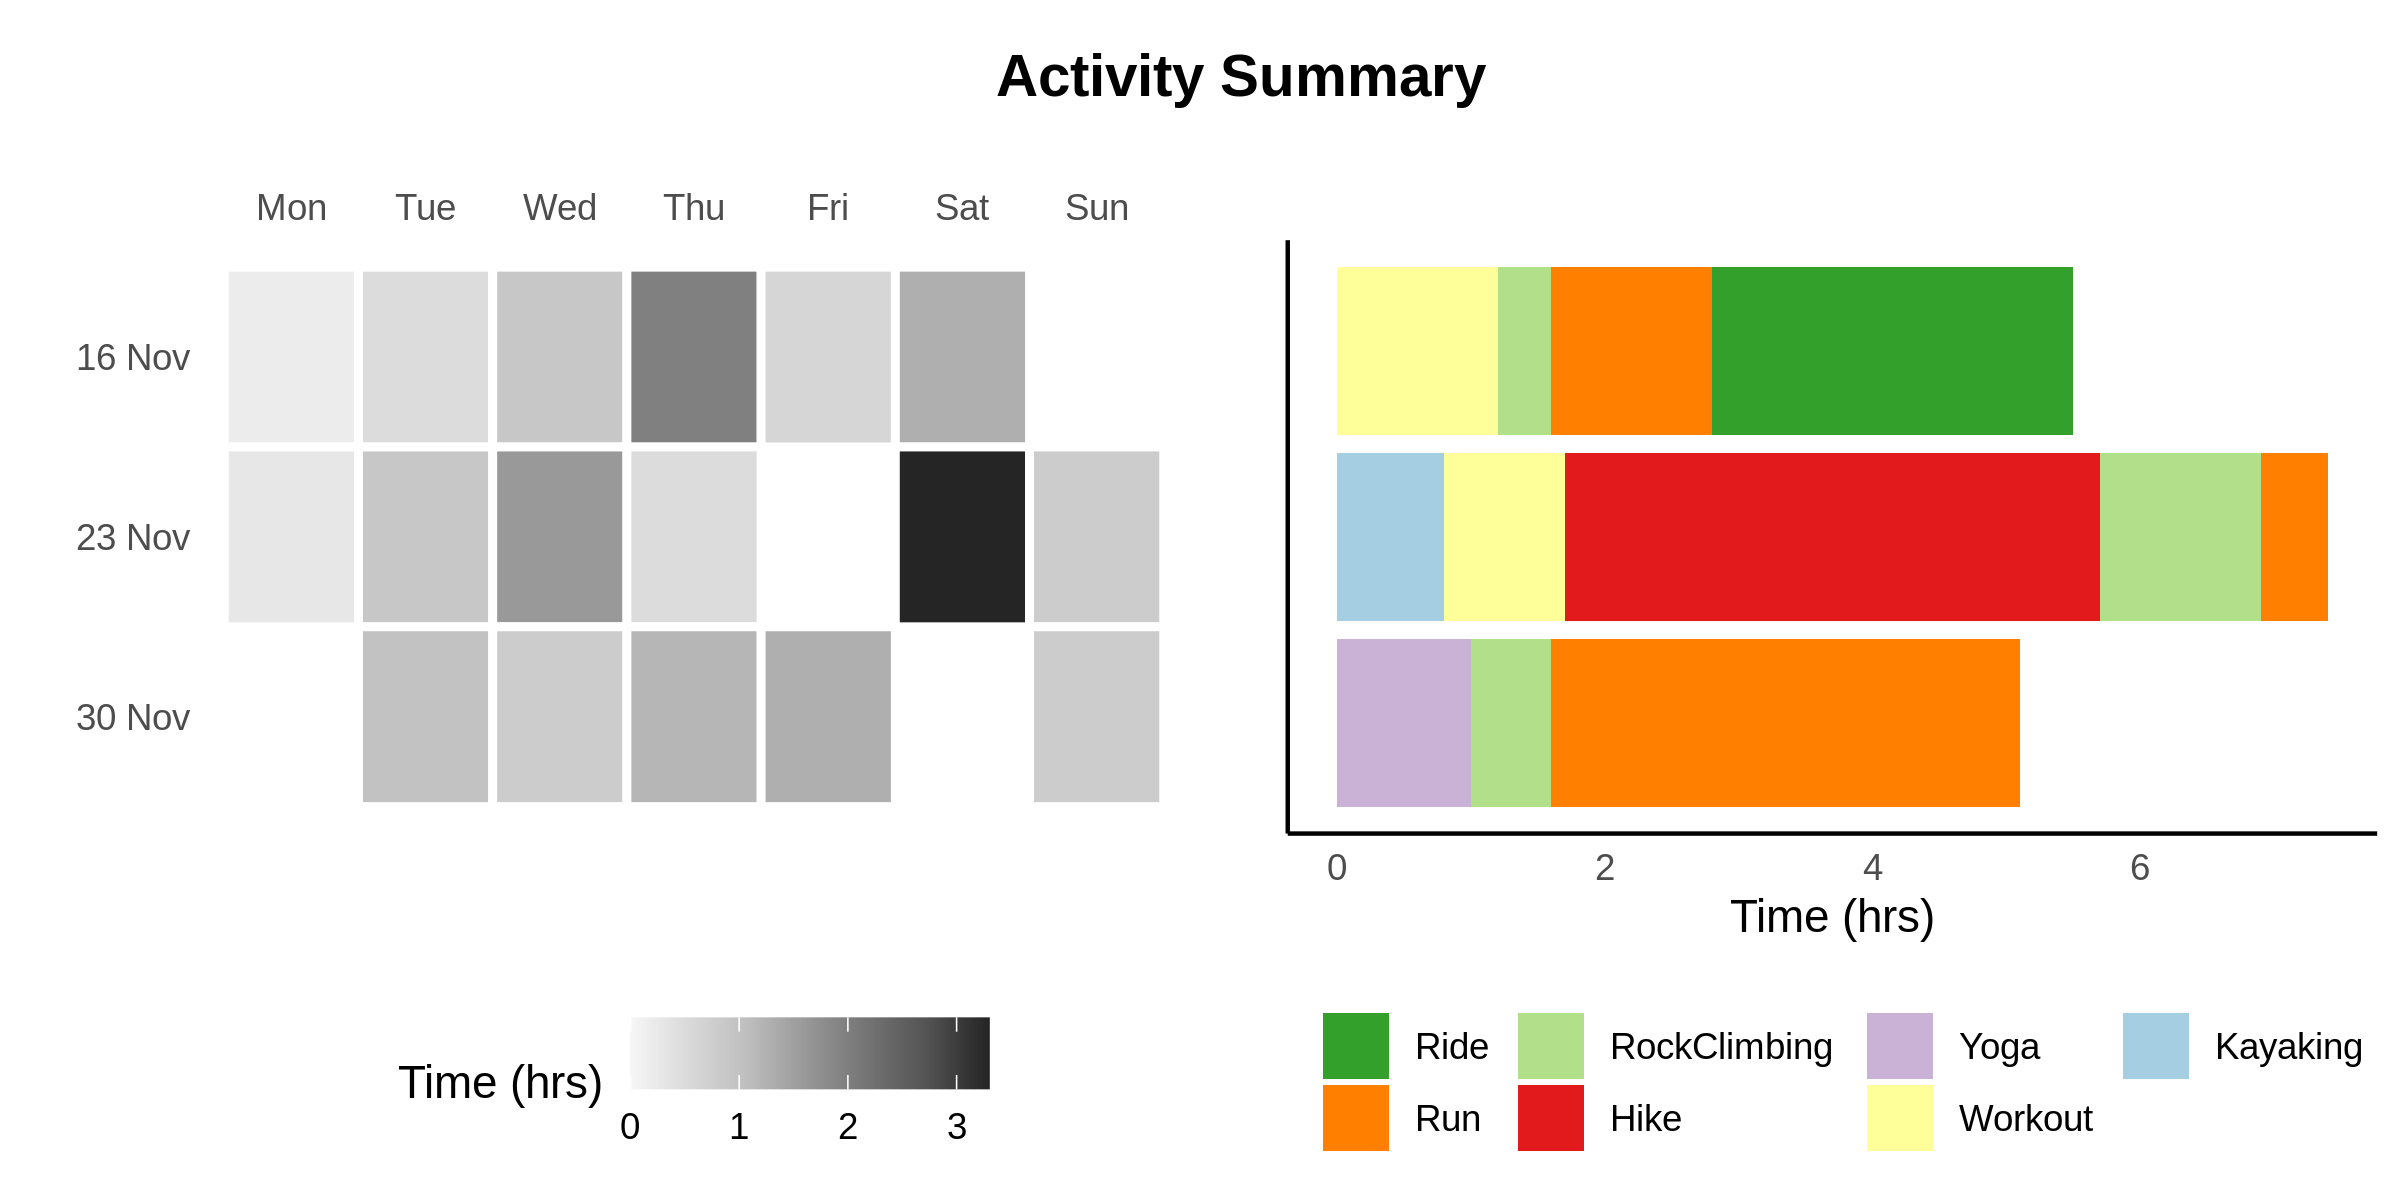 Activity Summary
Mon Tue Wed Thu Fri Sat Sun
16 Nov
23 Nov
30 Nov
0 2 4 6
Time (hrs)
Time (hrs)
0 1 2 3
Ride RockClimbing Yoga Kayaking
Run Hike Workout